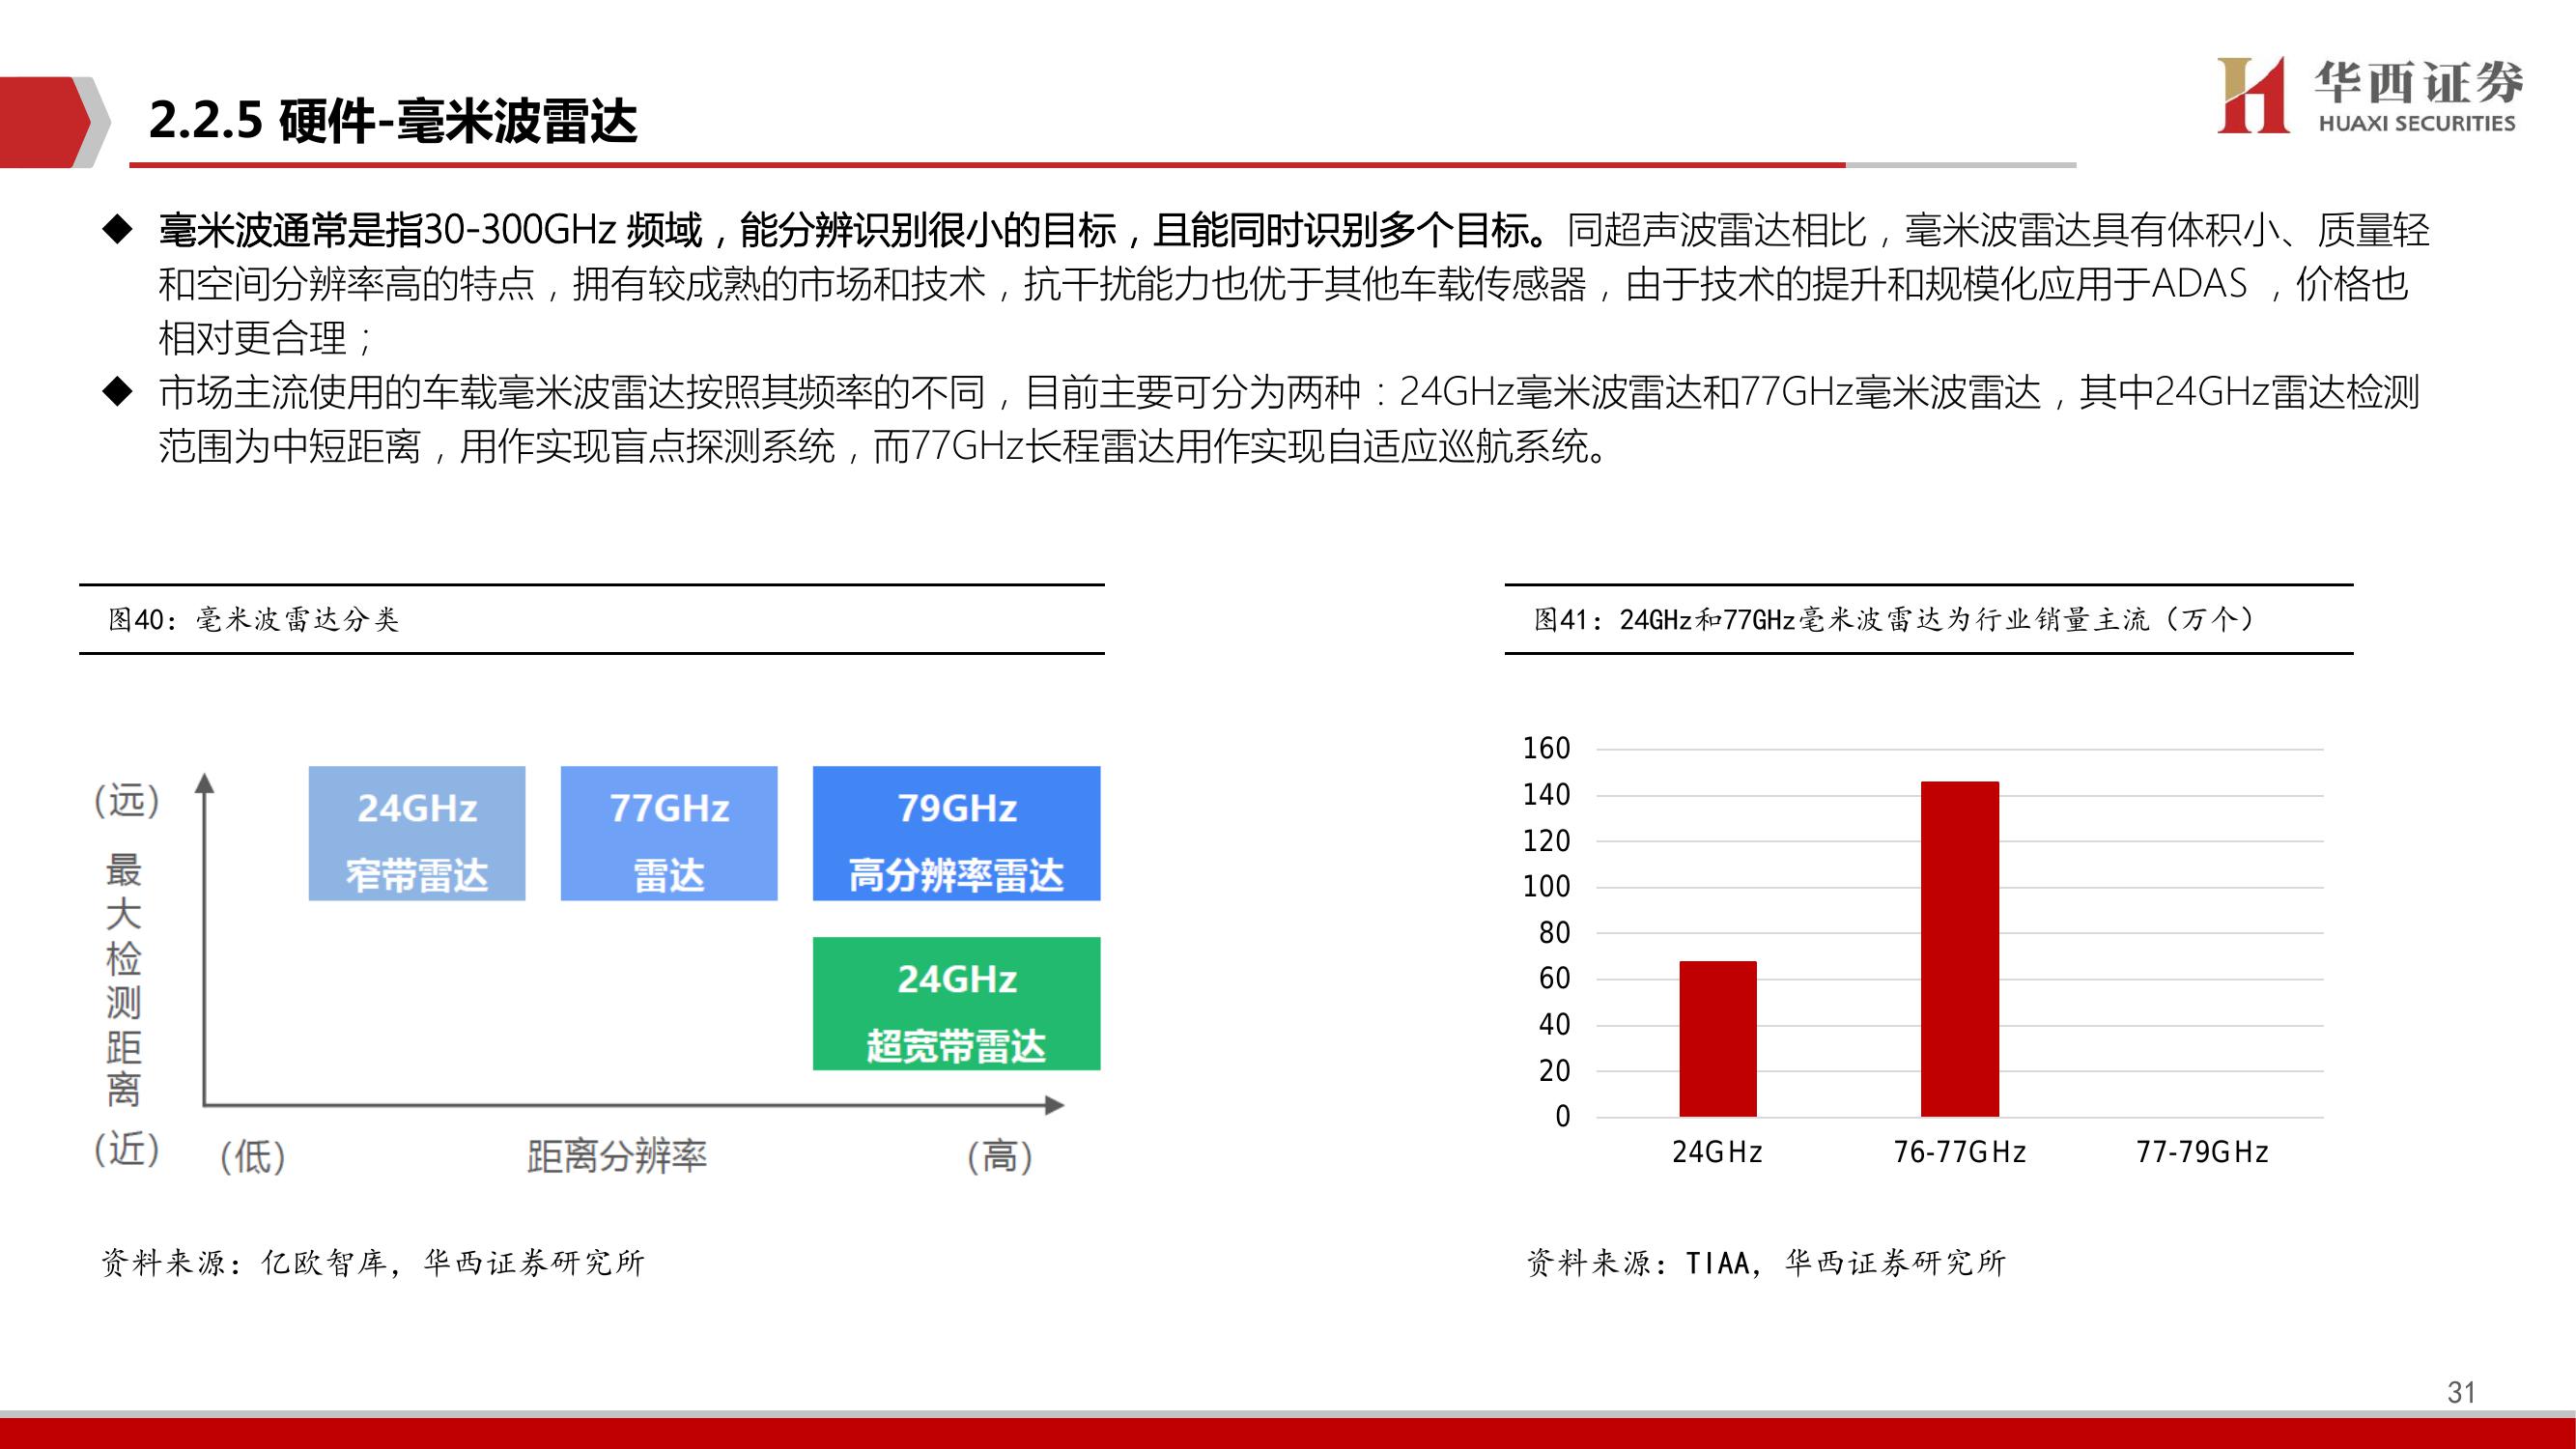 2.2.5 硬件-毫米波雷达
华西证券
HUAXI SECURITIES
◆ 毫米波通常是指30-300GHz 频域，能分辨识别很小的目标，且能同时识别多个目标。同超声波雷达相比，毫米波雷达具有体积小、质量轻
和空间分辨率高的特点，拥有较成熟的市场和技术，抗干扰能力也优于其他车载传感器，由于技术的提升和规模化应用于ADAS ，价格也
相对更合理；
◆ 市场主流使用的车载毫米波雷达按照其频率的不同，目前主要可分为两种：24GHz毫米波雷达和77GHz毫米波雷达，其中24GHz雷达检测
范围为中短距离，用作实现盲点探测系统，而77GHz长程雷达用作实现自适应巡航系统。
图40：毫米波雷达分类
（远）
最大检测距离
（近）
24GHz
窄带雷达
77GHz
雷达
79GHz
高分辨率雷达
24GHz
超宽带雷达
（低） 距离分辨率 （高）
资料来源：亿欧智库，华西证券研究所
图41：24GHz和77GHz毫米波雷达为行业销量主流（万个）
160
140
120
100
80
60
40
20
0
24GHz 76-77GHz 77-79GHz
资料来源：TIAA，华西证券研究所
31